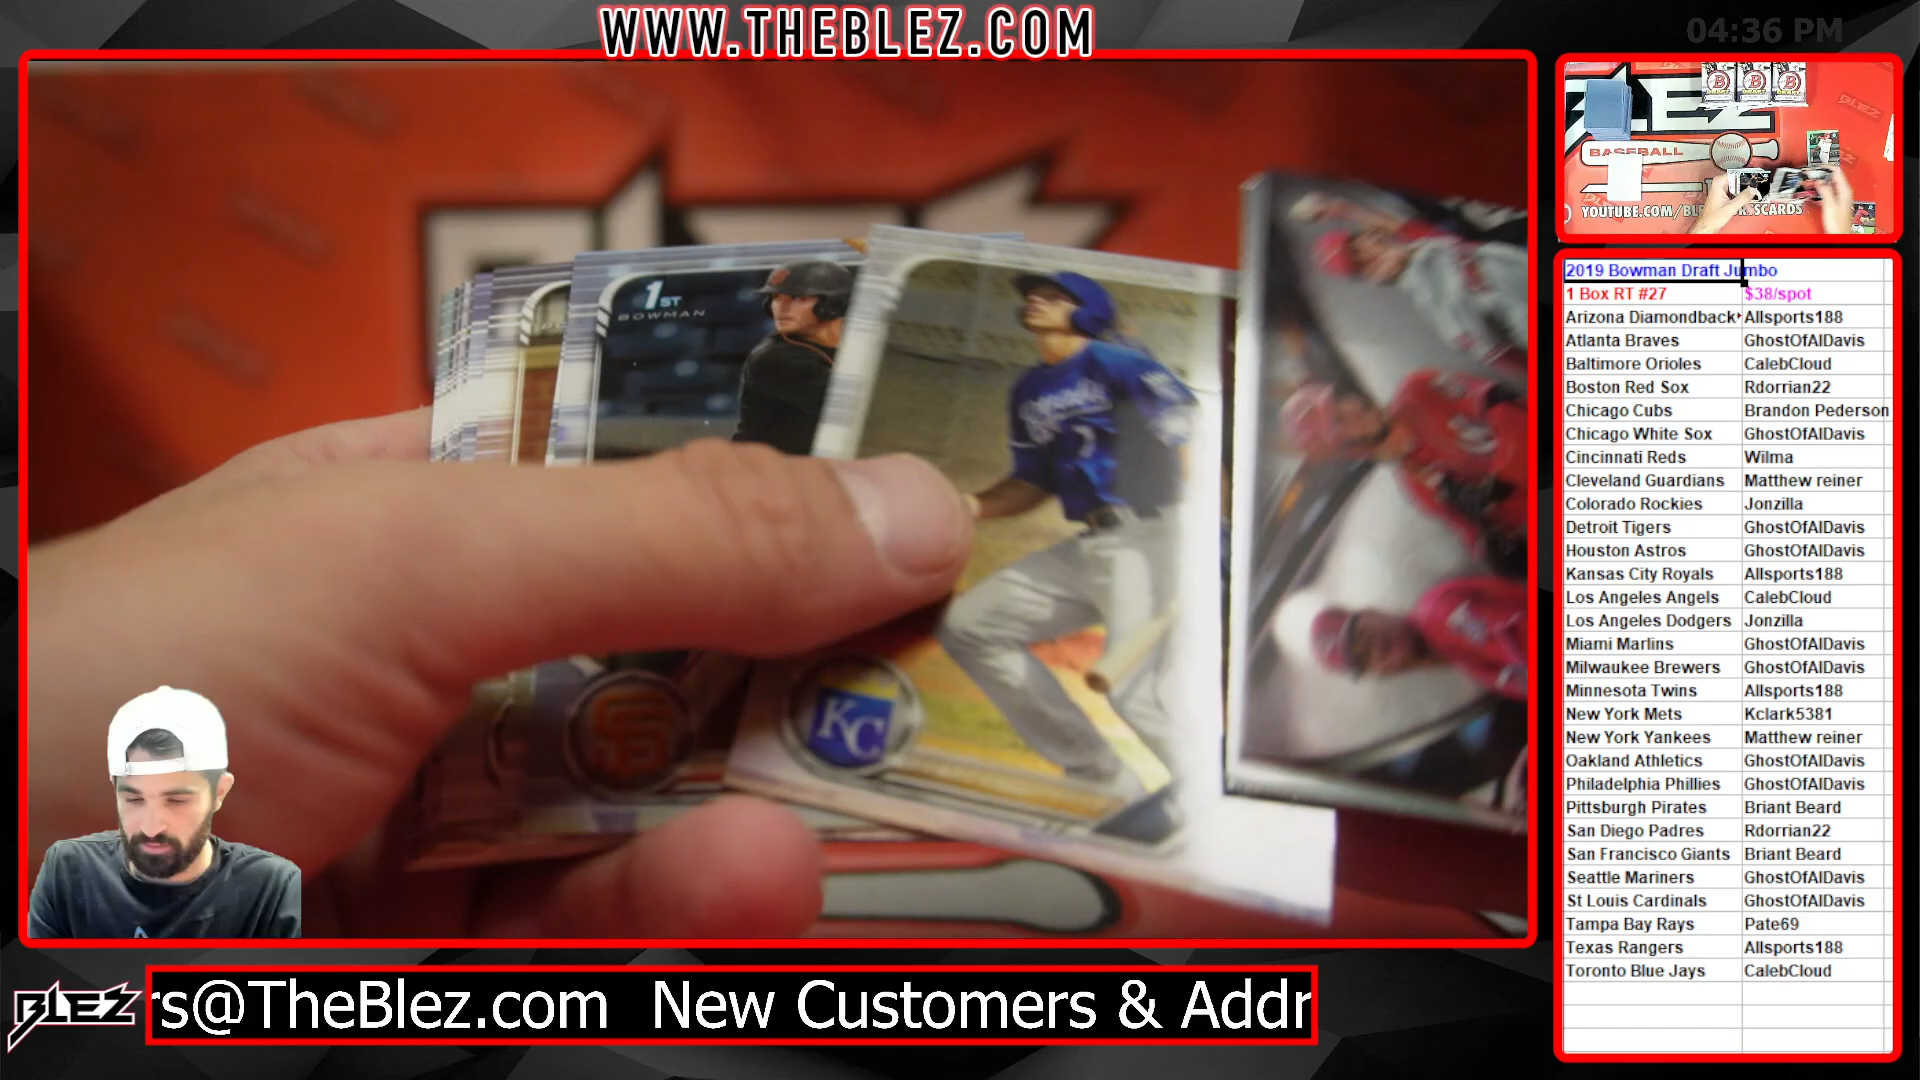 WWW.THEBLEZ.COM
04:36 PM
1ST
BOWMAN
SF
KC
BLEZ
BASEBALL
YOUTUBE.COM/BL
RTSCARDS
2019 Bowman Draft Jumbo
1 Box RT #27 $38/spot
Arizona Diamondback Allsports188
Atlanta Braves GhostOfAlDavis
Baltimore Orioles CalebCloud
Boston Red Sox Rdorrian22
Chicago Cubs Brandon Pederson
Chicago White Sox GhostOfAlDavis
Cincinnati Reds Wilma
Cleveland Guardians Matthew reiner
Colorado Rockies Jonzilla
Detroit Tigers GhostOfAlDavis
Houston Astros GhostOfAlDavis
Kansas City Royals Allsports188
Los Angeles Angels CalebCloud
Los Angeles Dodgers Jonzilla
Miami Marlins GhostOfAlDavis
Milwaukee Brewers GhostOfAlDavis
Minnesota Twins Allsports188
New York Mets Kclark5381
New York Yankees Matthew reiner
Oakland Athletics GhostOfAlDavis
Philadelphia Phillies GhostOfAlDavis
Pittsburgh Pirates Briant Beard
San Diego Padres Rdorrian22
San Francisco Giants Briant Beard
Seattle Mariners GhostOfAlDavis
St Louis Cardinals GhostOfAlDavis
Tampa Bay Rays Pate69
Texas Rangers Allsports188
Toronto Blue Jays CalebCloud
BLEZ
rs@TheBlez.com New Customers & Addr